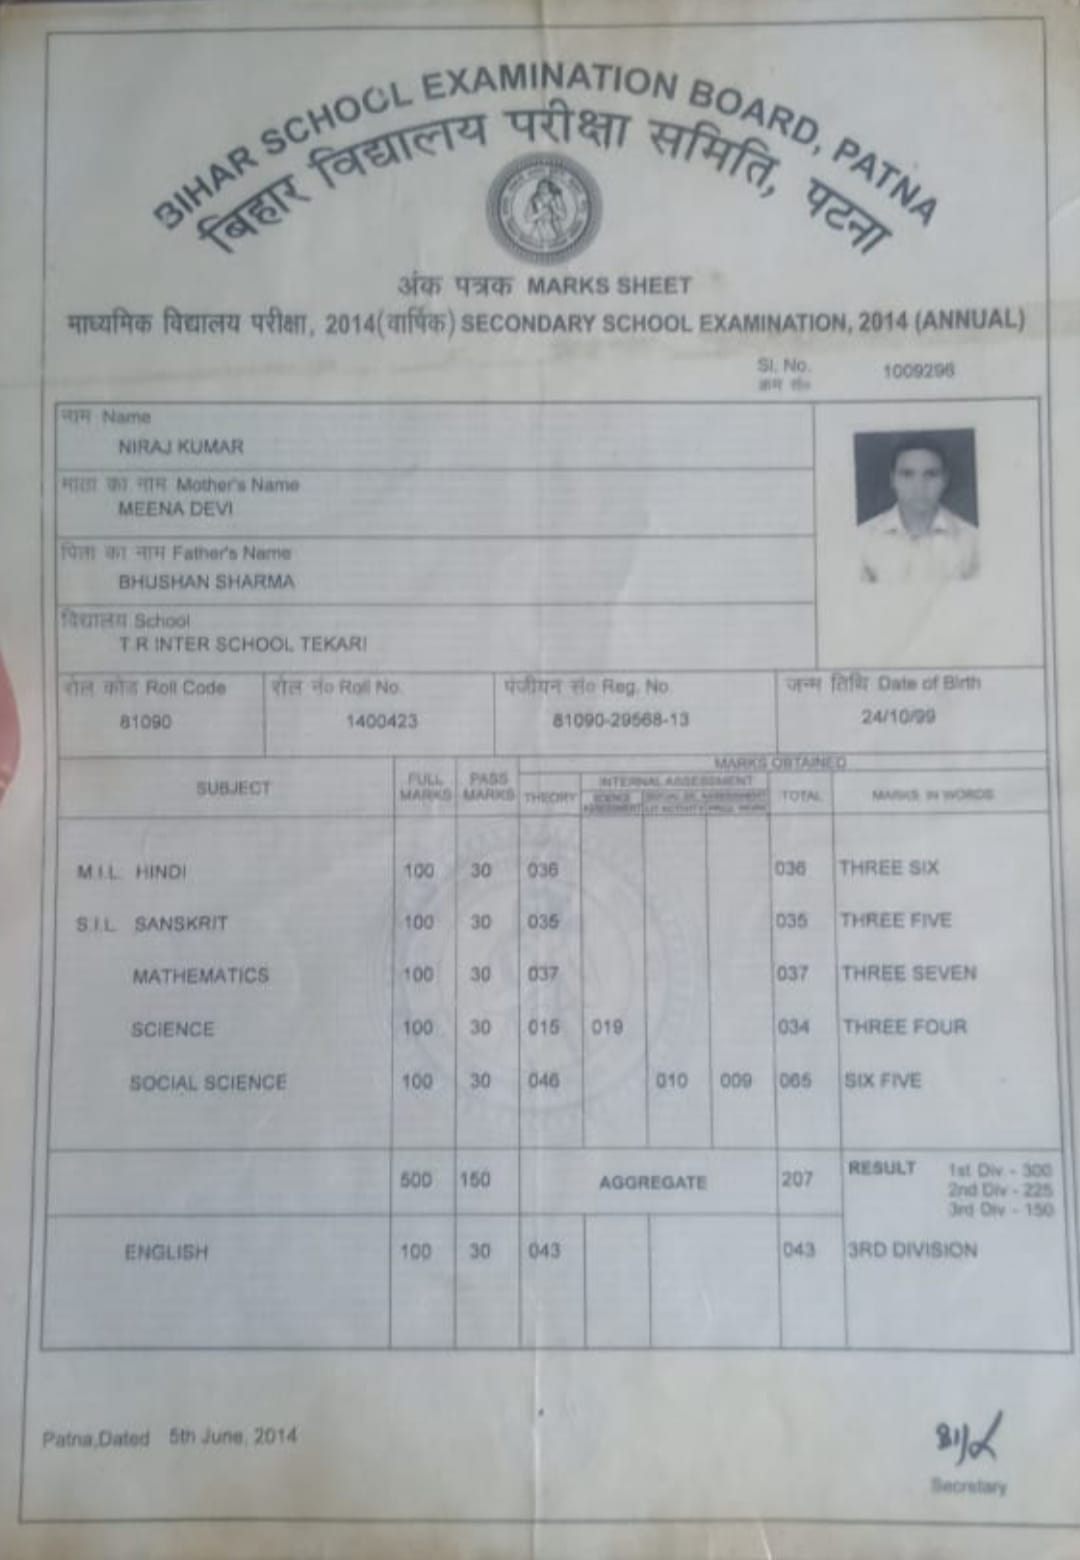 BIHAR SCHOOL EXAMINATION BOARD, PATNA
बिहार विद्यालय परीक्षा समिति, पटना
अंक पत्रक MARKS SHEET
माध्यमिक विद्यालय परीक्षा, 2014(वार्षिक) SECONDARY SCHOOL EXAMINATION, 2014 (ANNUAL)
Sl. No. 1009296
क्रम सं०
नाम Name
NIRAJ KUMAR
माता का नाम Mother's Name
MEENA DEVI
पिता का नाम Father's Name
BHUSHAN SHARMA
विद्यालय School
T.R INTER SCHOOL TEKARI
रोल कोड Roll Code रोल नं० Roll No. पंजीयन सं० Reg. No. जन्म तिथि Date of Birth
81090 1400423 81090-29568-13 24/10/99
MARKS OBTAINED
SUBJECT FULL MARKS PASS MARKS THEORY INTERNAL ASSESSMENT TOTAL MARKS IN WORDS
M.I.L. HINDI 100 30 036 036 THREE SIX
S.I.L. SANSKRIT 100 30 035 035 THREE FIVE
MATHEMATICS 100 30 037 037 THREE SEVEN
SCIENCE 100 30 015 019 034 THREE FOUR
SOCIAL SCIENCE 100 30 046 010 009 065 SIX FIVE
500 150 AGGREGATE 207 RESULT 1st Div - 300
2nd Div - 225
3rd Div - 150
ENGLISH 100 30 043 043 3RD DIVISION
Patna,Dated 5th June, 2014
Secretary